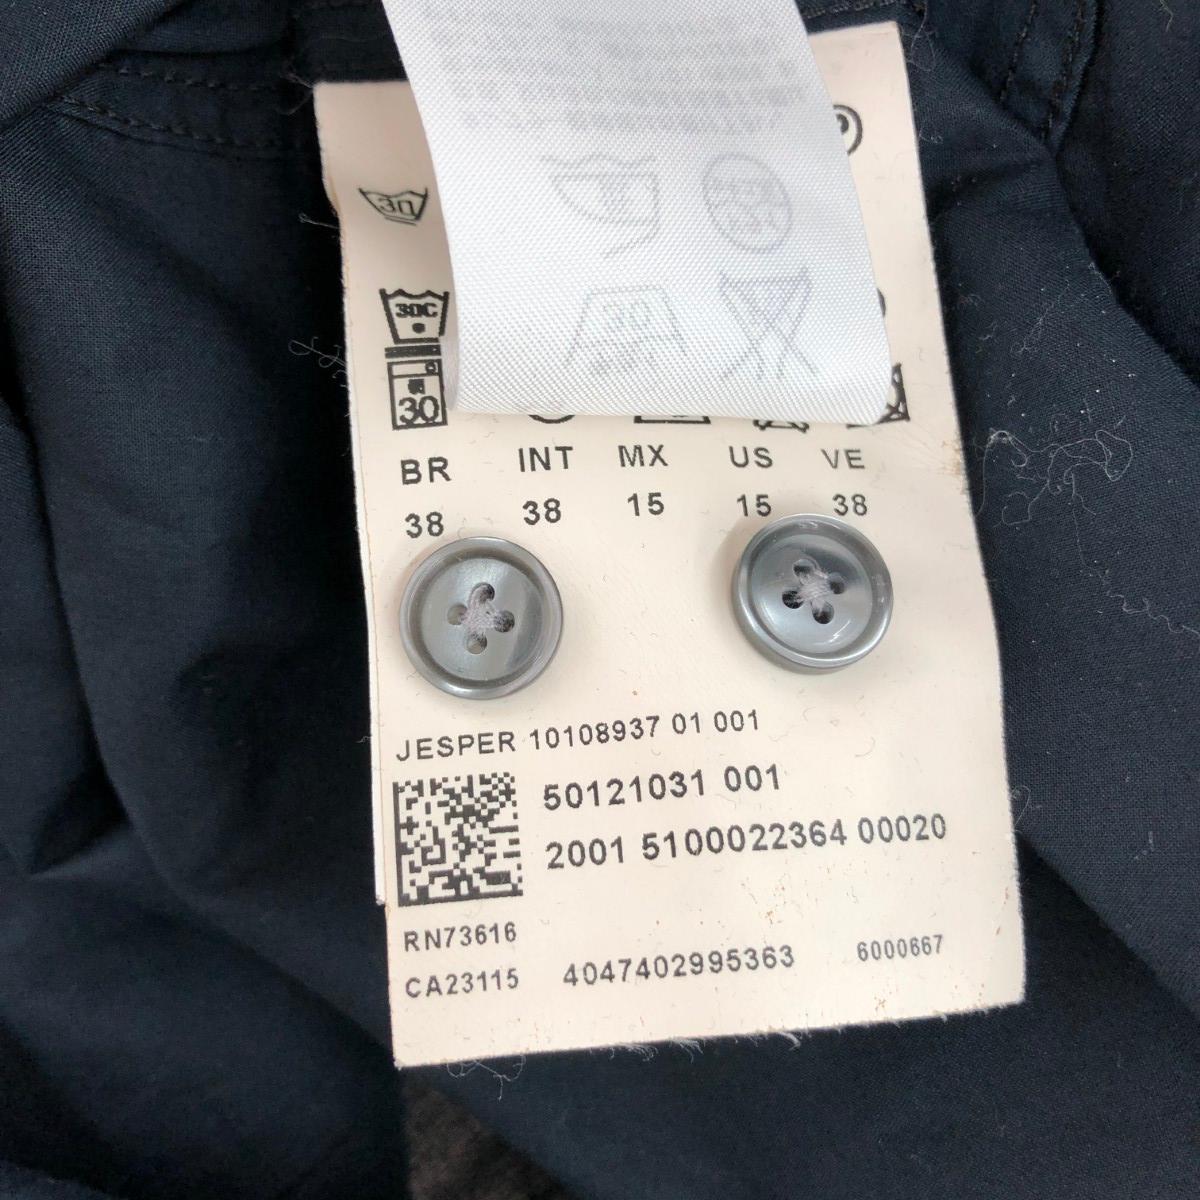 30
30C
30
BR INT MX US VE
38 38 15 15 38
JESPER 10108937 01 001
50121031 001
2001 5100022364 00020
RN73616
CA23115 4047402995363 6000667